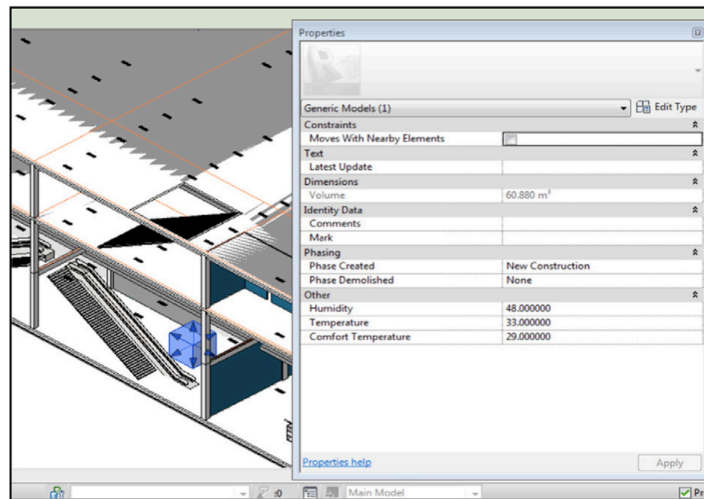 Properties
Generic Models (1)
Edit Type
Constraints
Moves With Nearby Elements
Text
Latest Update
Dimensions
Volume 60.880 m³
Identity Data
Comments
Mark
Phasing
Phase Created New Construction
Phase Demolished None
Other
Humidity 48.000000
Temperature 33.000000
Comfort Temperature 29.000000
Properties help
Apply
:0
Main Model
Pr